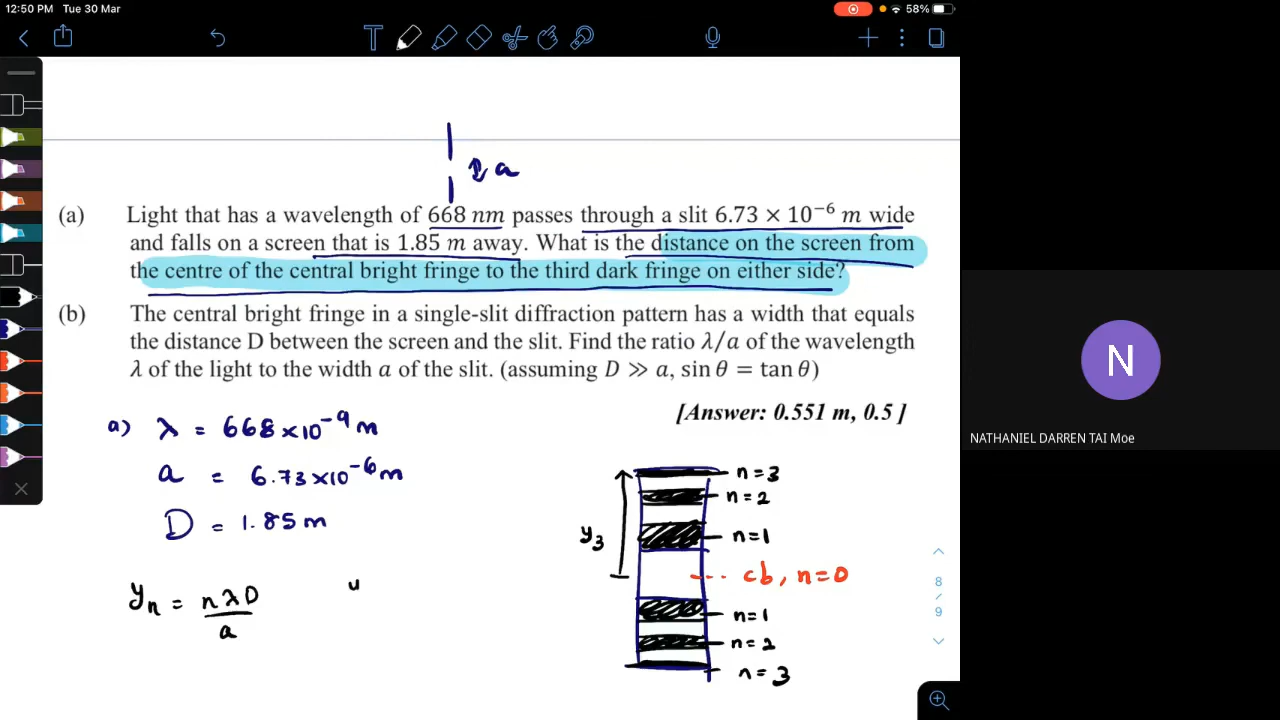 12:50 PM Tue 30 Mar
58%
T
a
(a) Light that has a wavelength of 668 nm passes through a slit 6.73 × 10⁻⁶ m wide
and falls on a screen that is 1.85 m away. What is the distance on the screen from
the centre of the central bright fringe to the third dark fringe on either side?
(b) The central bright fringe in a single-slit diffraction pattern has a width that equals
the distance D between the screen and the slit. Find the ratio λ/a of the wavelength
λ of the light to the width a of the slit. (assuming D ≫ a, sin θ = tan θ)
[Answer: 0.551 m, 0.5 ]
a) λ = 668×10⁻⁹ m
a = 6.73×10⁻⁶ m
D = 1.85 m
yₙ = nλD
a
n=3
n=2
n=1
y₃
cb, n=0
n=1
n=2
n=3
8
/
9
N
NATHANIEL DARREN TAI Moe